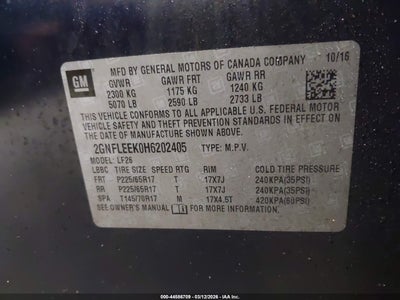 GM
MFD BY GENERAL MOTORS OF CANADA COMPANY
10/16
GVWR GAWR FRT GAWR RR
2300 KG 1175 KG 1240 KG
5070 LB 2590 LB 2733 LB
THIS VEHICLE CONFORMS TO ALL APPLICABLE U.S. FEDERAL MOTOR
VEHICLE SAFETY AND THEFT PREVENTION STANDARDS IN EFFECT ON
THE DATE OF MANUFACTURE SHOWN ABOVE.
2GNFLEEK0H6202405 TYPE: M.P.V.
MODEL: LF26
LBBC TIRE SIZE SPEED RTG RIM COLD TIRE PRESSURE
FRT P225/65R17 T 17X7J 240KPA(35PSI)
RR P225/65R17 T 17X7J 240KPA(35PSI)
SPA T145/70R17 M 17X4.5T 420KPA(60PSI)
SEE OWNER'S MANUAL FOR MORE INFORMATION.
000-44586709 - 03/12/2026 - IAA Inc.